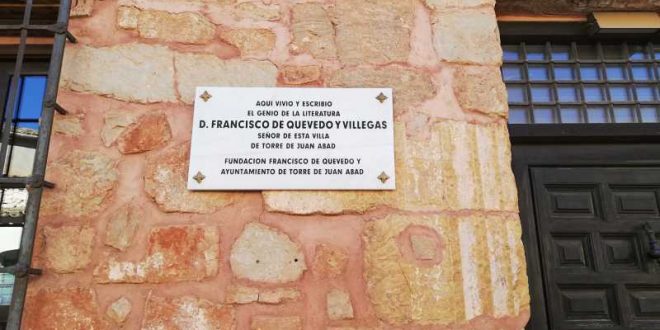 AQUI VIVIO Y ESCRIBIO
EL GENIO DE LA LITERATURA
D. FRANCISCO DE QUEVEDO Y VILLEGAS
SEÑOR DE ESTA VILLA
DE TORRE DE JUAN ABAD
FUNDACION FRANCISCO DE QUEVEDO Y
AYUNTAMIENTO DE TORRE DE JUAN ABAD